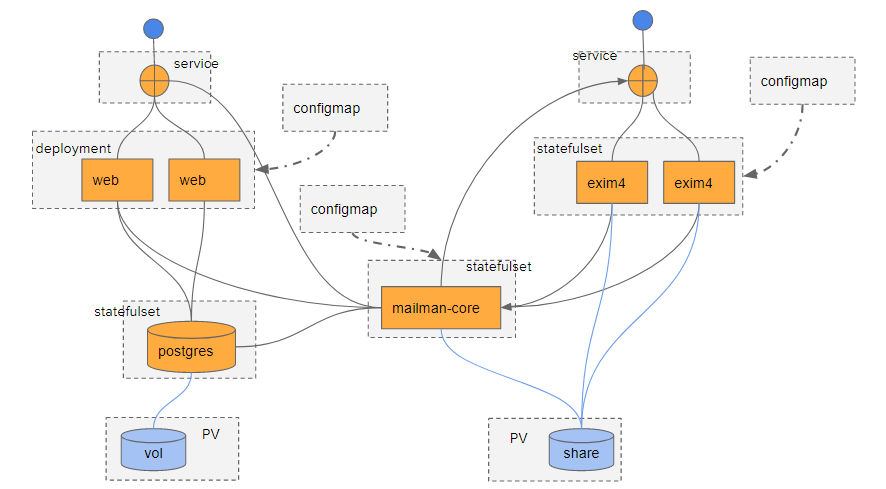 service
service
configmap
configmap
deployment
web
web
statefulset
exim4
exim4
configmap
statefulset
mailman-core
statefulset
postgres
PV
vol
PV
share